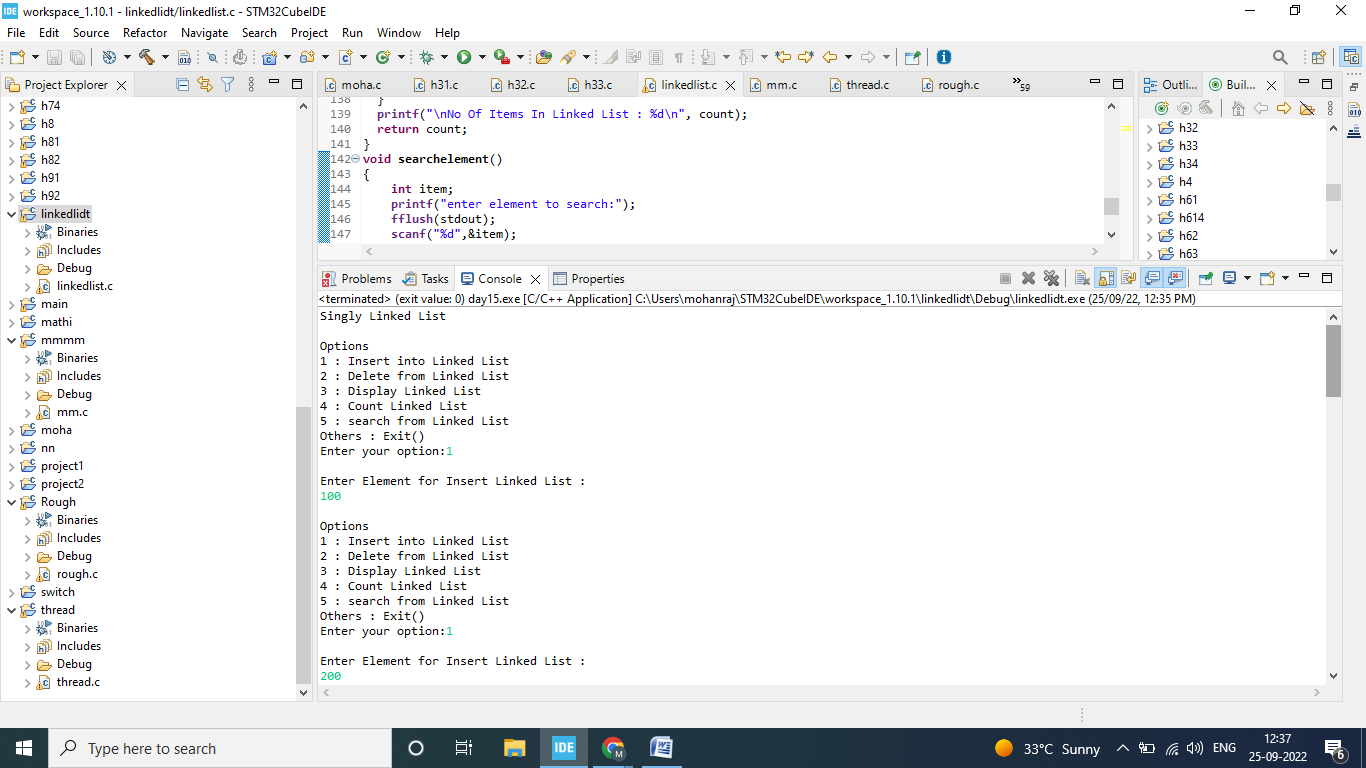 workspace_1.10.1 - linkedlidt/linkedlist.c - STM32CubeIDE
File Edit Source Refactor Navigate Search Project Run Window Help
Project Explorer
h74
h8
h81
h82
h91
h92
linkedlidt
Binaries
Includes
Debug
linkedlist.c
main
mathi
mmmm
Binaries
Includes
Debug
mm.c
moha
nn
project1
project2
Rough
Binaries
Includes
Debug
rough.c
switch
thread
Binaries
Includes
Debug
thread.c
moha.c h31.c h32.c h33.c linkedlist.c mm.c thread.c rough.c »59
138 }
139 printf("\nNo Of Items In Linked List : %d\n", count);
140 return count;
141 }
142 void searchelement()
143 {
144 int item;
145 printf("enter element to search:");
146 fflush(stdout);
147 scanf("%d",&item);
Outli... Buil...
h32
h33
h34
h4
h61
h614
h62
h63
Problems Tasks Console Properties
<terminated> (exit value: 0) day15.exe [C/C++ Application] C:\Users\mohanraj\STM32CubeIDE\workspace_1.10.1\linkedlidt\Debug\linkedlidt.exe (25/09/22, 12:35 PM)
Singly Linked List
Options
1 : Insert into Linked List
2 : Delete from Linked List
3 : Display Linked List
4 : Count Linked List
5 : search from Linked List
Others : Exit()
Enter your option:1
Enter Element for Insert Linked List :
100
Options
1 : Insert into Linked List
2 : Delete from Linked List
3 : Display Linked List
4 : Count Linked List
5 : search from Linked List
Others : Exit()
Enter your option:1
Enter Element for Insert Linked List :
200
Type here to search
IDE
33°C Sunny
ENG
12:37
25-09-2022
6